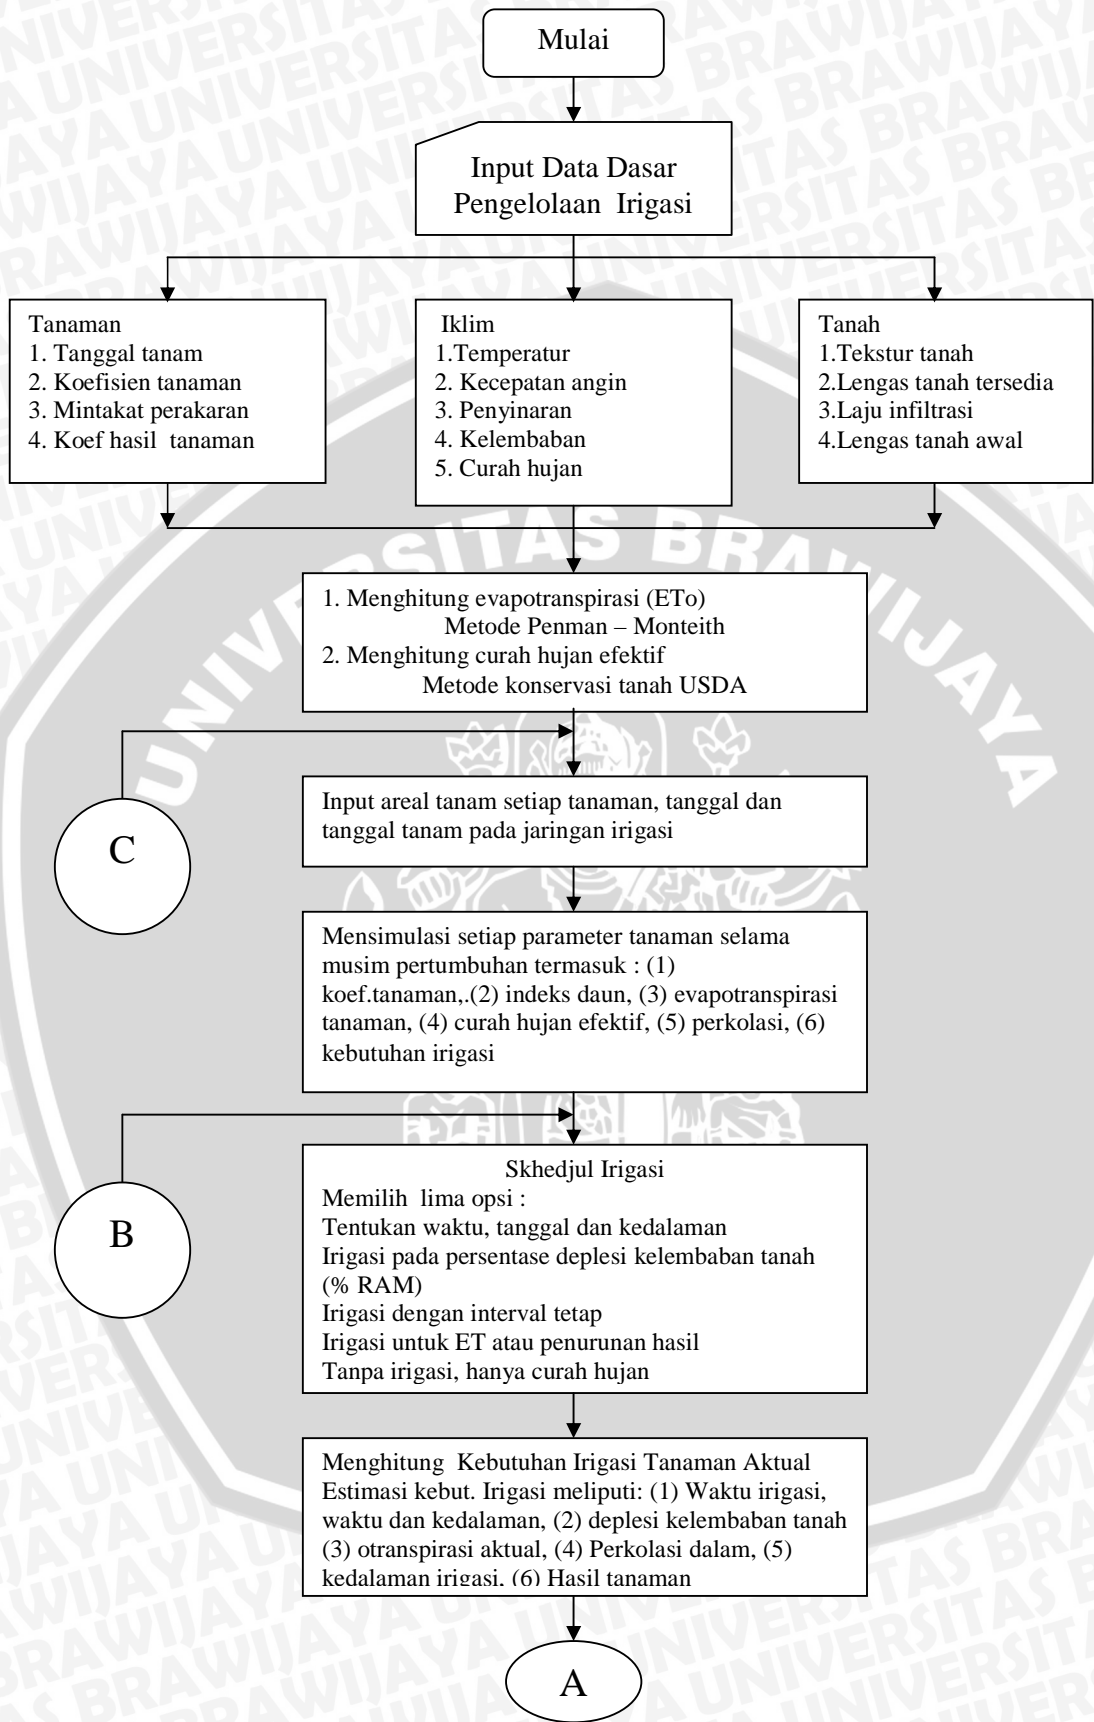 Mulai
Input Data Dasar
Pengelolaan Irigasi
Tanaman
1. Tanggal tanam
2. Koefisien tanaman
3. Mintakat perakaran
4. Koef hasil tanaman
Iklim
1.Temperatur
2. Kecepatan angin
3. Penyinaran
4. Kelembaban
5. Curah hujan
Tanah
1.Tekstur tanah
2.Lengas tanah tersedia
3.Laju infiltrasi
4.Lengas tanah awal
1. Menghitung evapotranspirasi (ETo)
Metode Penman – Monteith
2. Menghitung curah hujan efektif
Metode konservasi tanah USDA
C
Input areal tanam setiap tanaman, tanggal dan
tanggal tanam pada jaringan irigasi
Mensimulasi setiap parameter tanaman selama
musim pertumbuhan termasuk : (1)
koef.tanaman,.(2) indeks daun, (3) evapotranspirasi
tanaman, (4) curah hujan efektif, (5) perkolasi, (6)
kebutuhan irigasi
B
Skhedjul Irigasi
Memilih lima opsi :
Tentukan waktu, tanggal dan kedalaman
Irigasi pada persentase deplesi kelembaban tanah
(% RAM)
Irigasi dengan interval tetap
Irigasi untuk ET atau penurunan hasil
Tanpa irigasi, hanya curah hujan
Menghitung Kebutuhan Irigasi Tanaman Aktual
Estimasi kebut. Irigasi meliputi: (1) Waktu irigasi,
waktu dan kedalaman, (2) deplesi kelembaban tanah
(3) otranspirasi aktual, (4) Perkolasi dalam, (5)
kedalaman irigasi, (6) Hasil tanaman
A
UNIVERSITAS BRAWIJAYA